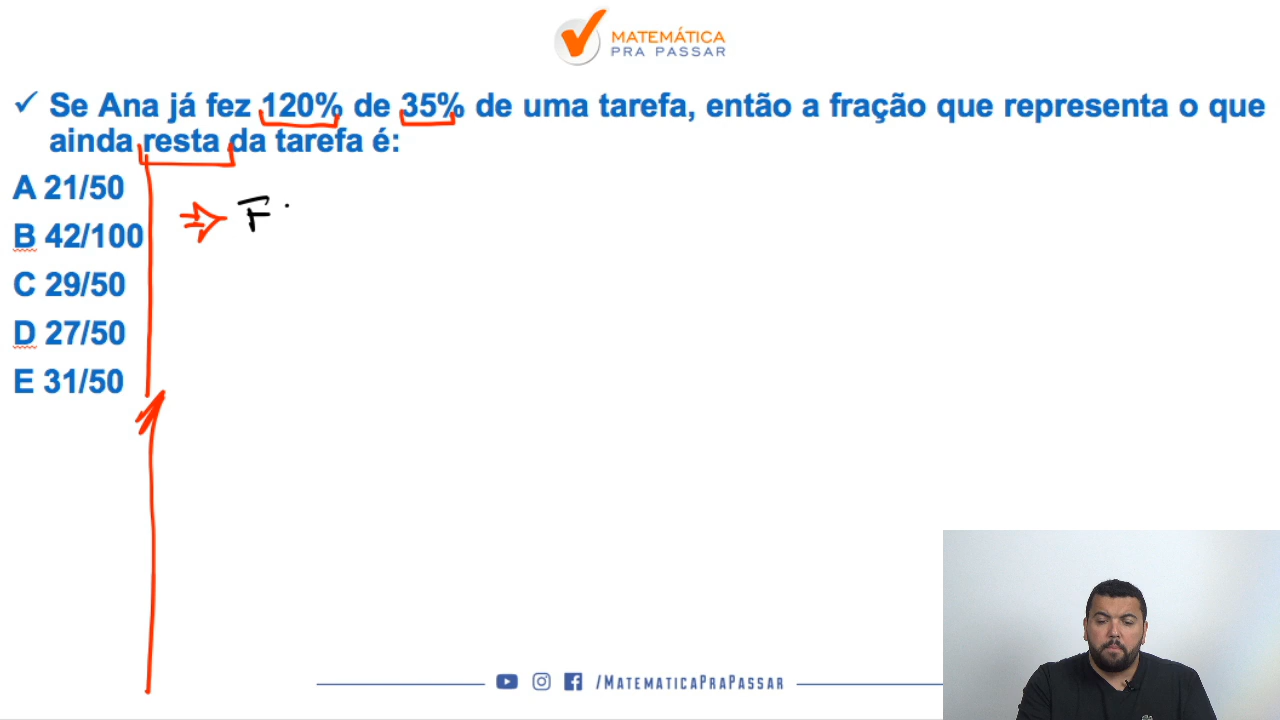 MATEMÁTICA
PRA PASSAR
✓ Se Ana já fez 120% de 35% de uma tarefa, então a fração que representa o que
ainda resta da tarefa é:
A 21/50
B 42/100
C 29/50
D 27/50
E 31/50
⇒ F
/MATEMATICAPRAPASSAR